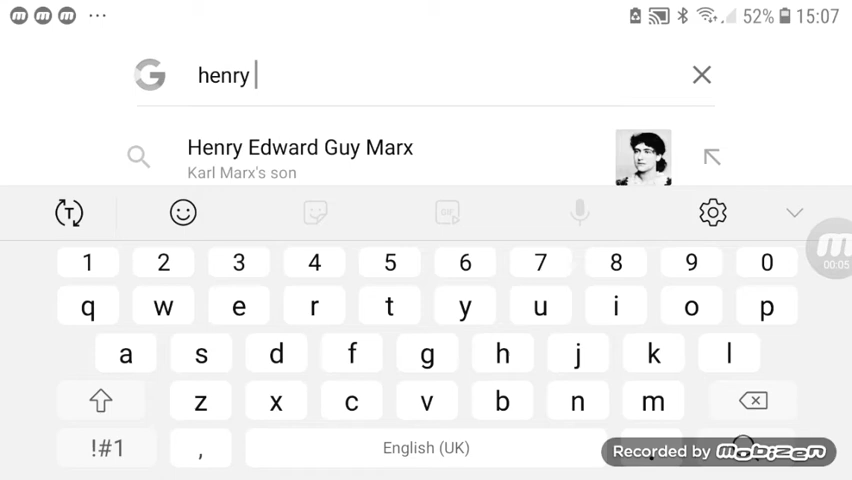 52% 15:07
henry
Henry Edward Guy Marx
Karl Marx's son
T GIF
00:05
1 2 3 4 5 6 7 8 9 0
q w e r t y u i o p
a s d f g h j k l
z x c v b n m
!#1 , English (UK)
Recorded by mobizen